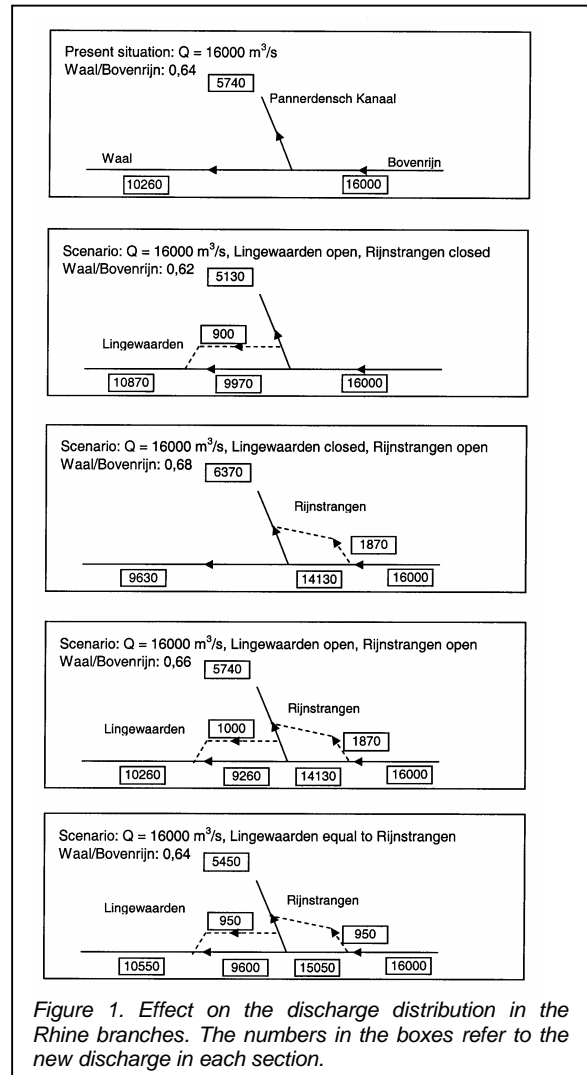 Present situation: Q = 16000 m³/s
Waal/Bovenrijn: 0,64
5740
Pannerdensch Kanaal
Waal
Bovenrijn
10260
16000
Scenario: Q = 16000 m³/s, Lingewaarden open, Rijnstrangen closed
Waal/Bovenrijn: 0,62
5130
900
Lingewaarden
10870
9970
16000
Scenario: Q = 16000 m³/s, Lingewaarden closed, Rijnstrangen open
Waal/Bovenrijn: 0,68
6370
Rijnstrangen
1870
9630
14130
16000
Scenario: Q = 16000 m³/s, Lingewaarden open, Rijnstrangen open
Waal/Bovenrijn: 0,66
5740
Rijnstrangen
Lingewaarden
1000
1870
10260
9260
14130
16000
Scenario: Q = 16000 m³/s, Lingewaarden equal to Rijnstrangen
Waal/Bovenrijn: 0,64
5450
Lingewaarden
Rijnstrangen
950
950
10550
9600
15050
16000
Figure 1. Effect on the discharge distribution in the
Rhine branches. The numbers in the boxes refer to the
new discharge in each section.